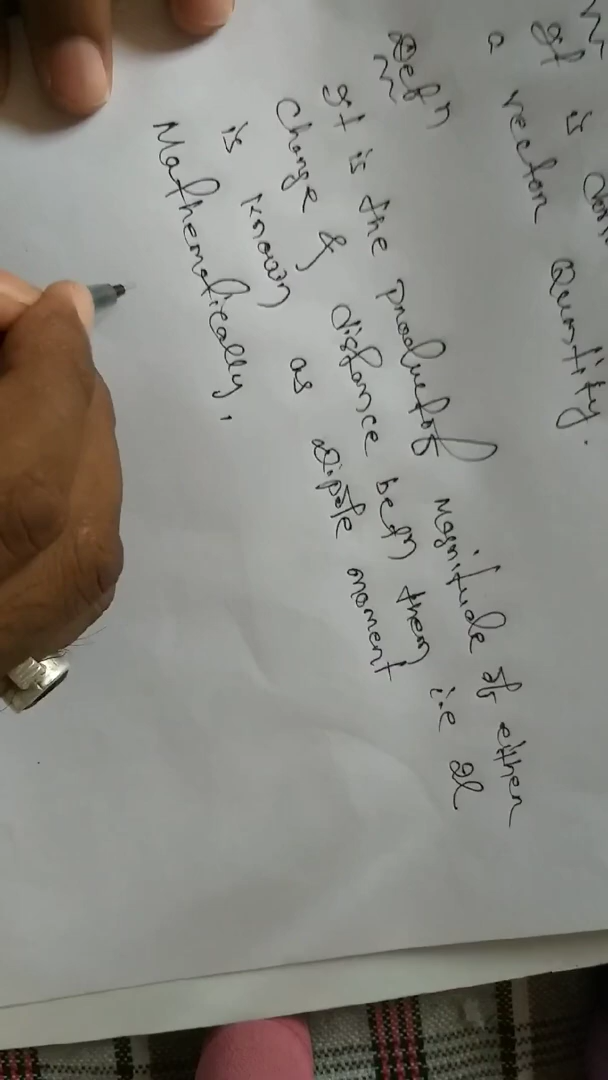 It is
a vector Quantity.
Defn
It is the product of magnitude of either
charge & distance betn them i.e 2l
is known as Dipole moment
Mathematically,